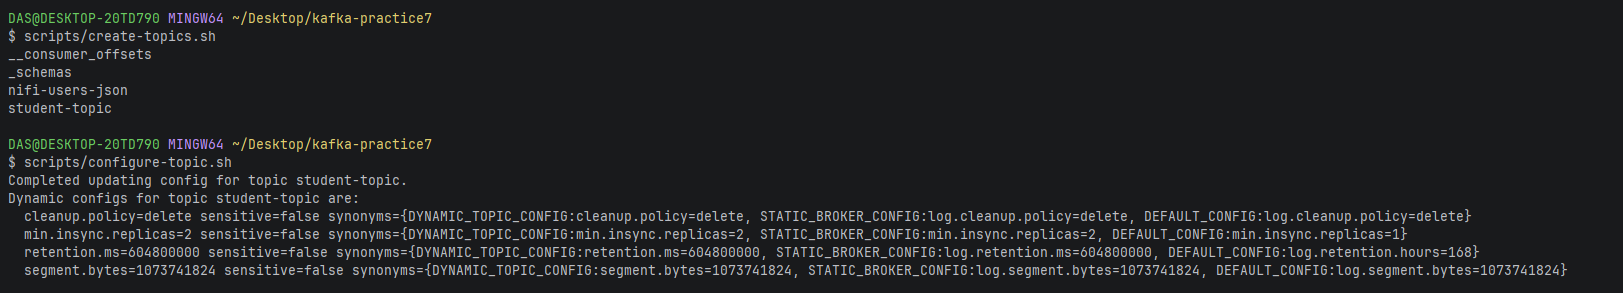 DAS@DESKTOP-20TD790 MINGW64 ~/Desktop/kafka-practice7
$ scripts/create-topics.sh
__consumer_offsets
_schemas
nifi-users-json
student-topic
DAS@DESKTOP-20TD790 MINGW64 ~/Desktop/kafka-practice7
$ scripts/configure-topic.sh
Completed updating config for topic student-topic.
Dynamic configs for topic student-topic are:
  cleanup.policy=delete sensitive=false synonyms={DYNAMIC_TOPIC_CONFIG:cleanup.policy=delete, STATIC_BROKER_CONFIG:log.cleanup.policy=delete, DEFAULT_CONFIG:log.cleanup.policy=delete}
  min.insync.replicas=2 sensitive=false synonyms={DYNAMIC_TOPIC_CONFIG:min.insync.replicas=2, STATIC_BROKER_CONFIG:min.insync.replicas=2, DEFAULT_CONFIG:min.insync.replicas=1}
  retention.ms=604800000 sensitive=false synonyms={DYNAMIC_TOPIC_CONFIG:retention.ms=604800000, STATIC_BROKER_CONFIG:log.retention.ms=604800000, DEFAULT_CONFIG:log.retention.hours=168}
  segment.bytes=1073741824 sensitive=false synonyms={DYNAMIC_TOPIC_CONFIG:segment.bytes=1073741824, STATIC_BROKER_CONFIG:log.segment.bytes=1073741824, DEFAULT_CONFIG:log.segment.bytes=1073741824}